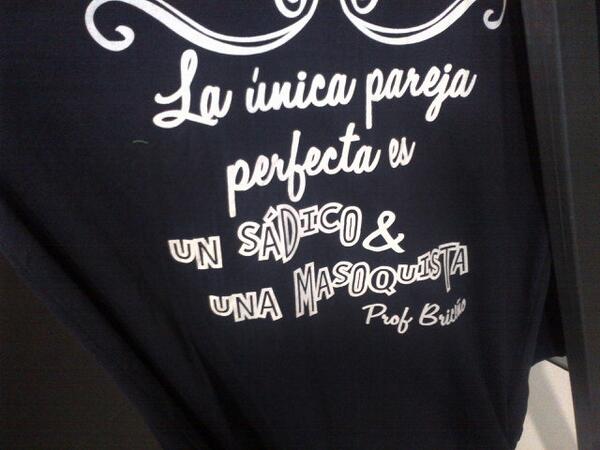 La única pareja
perfecta es
UN SÁDICO &
UNA MASOQUISTA
Prof Briceño